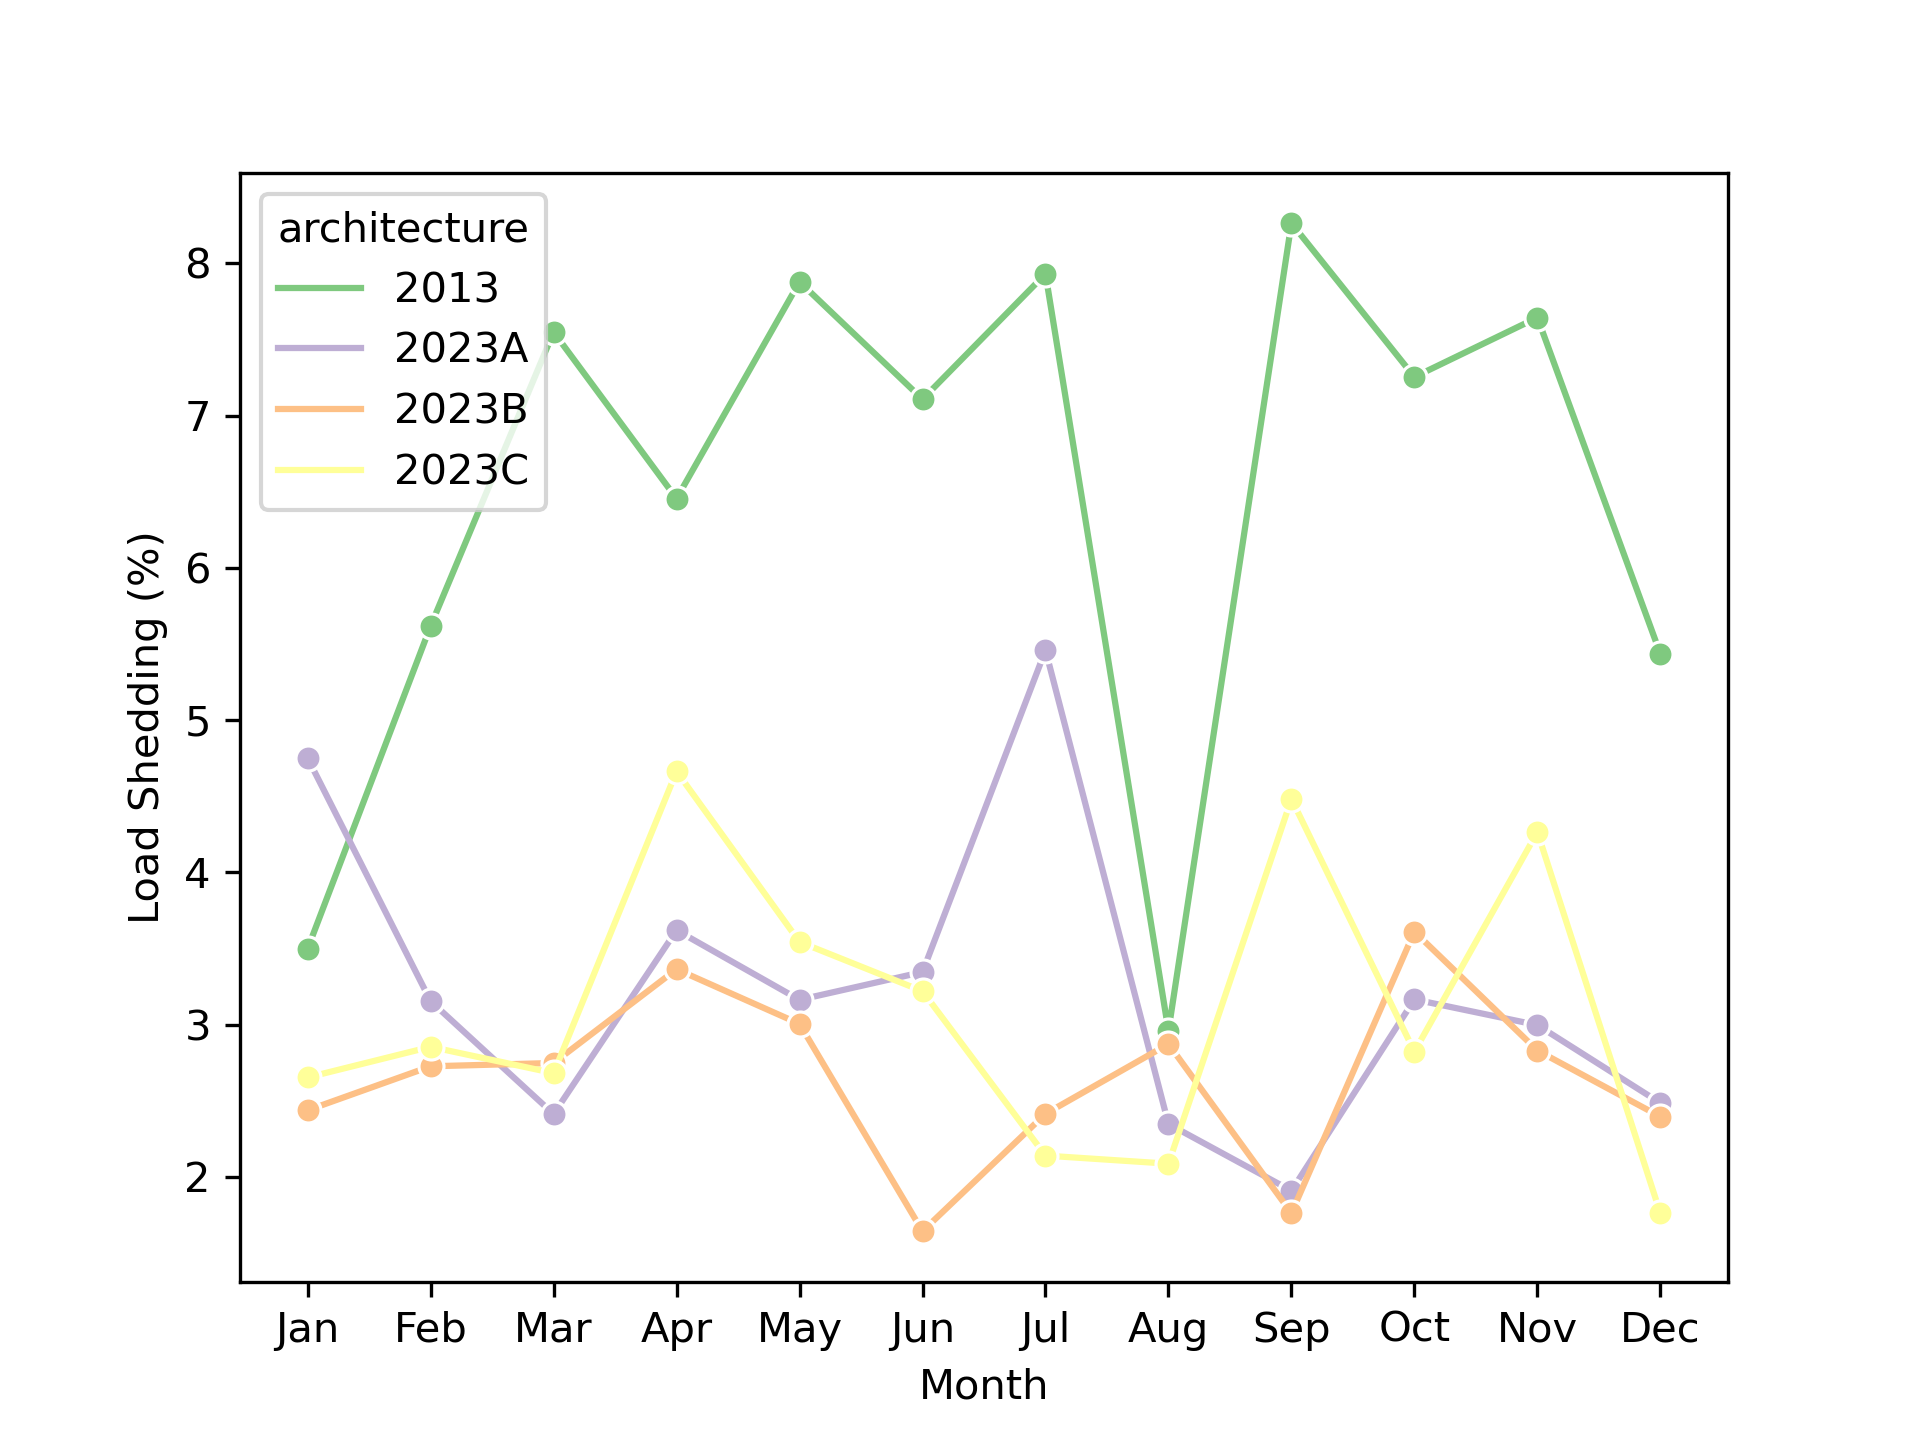 architecture
2013
2023A
2023B
2023C
8
7
6
5
4
3
2
Load Shedding (%)
Jan Feb Mar Apr May Jun Jul Aug Sep Oct Nov Dec
Month